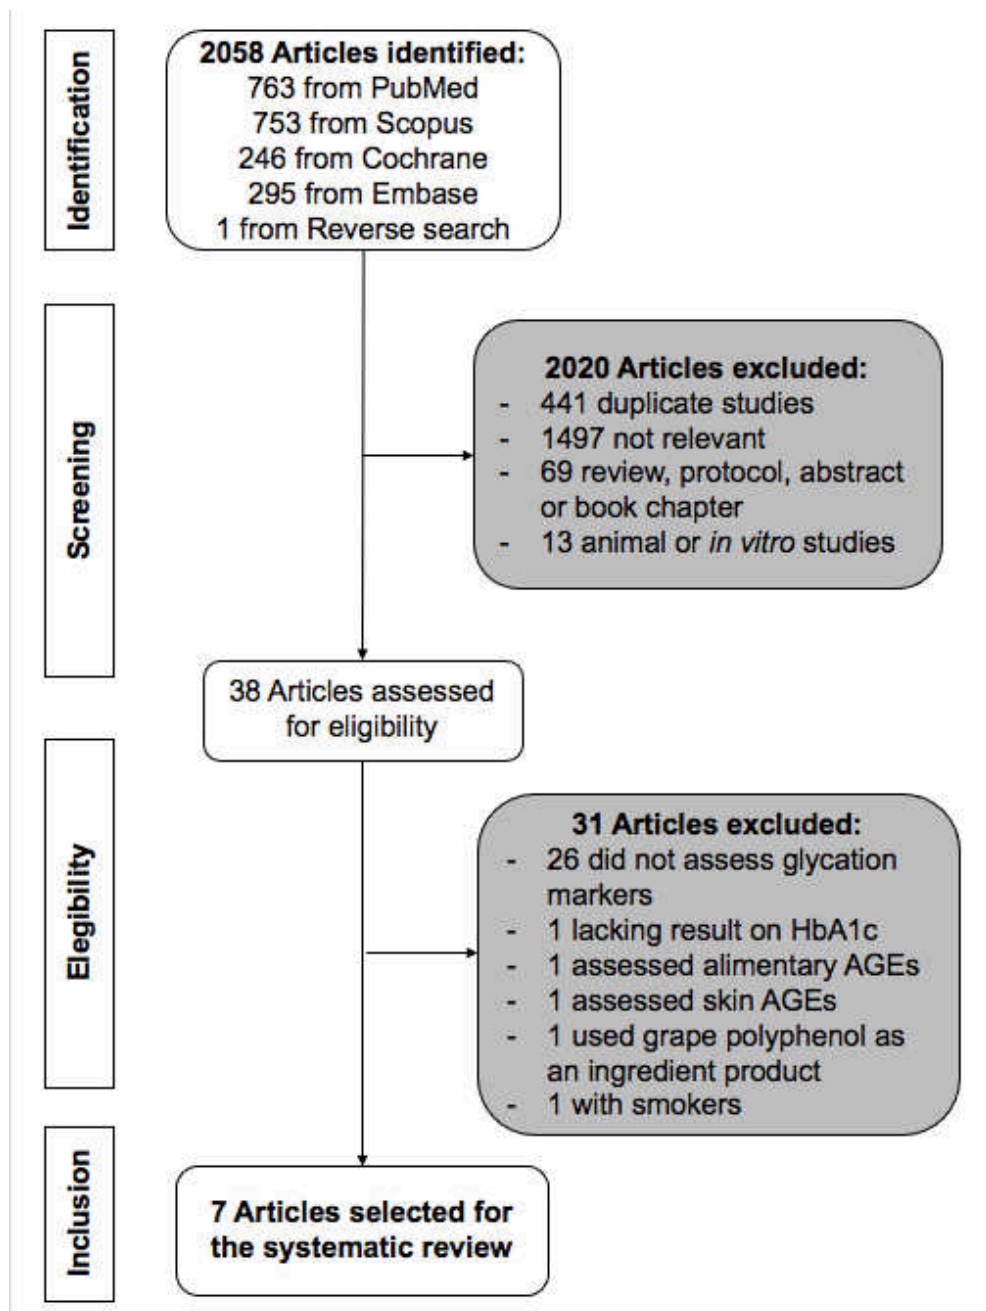 Identification
2058 Articles identified:
763 from PubMed
753 from Scopus
246 from Cochrane
295 from Embase
1 from Reverse search
Screening
2020 Articles excluded:
- 441 duplicate studies
- 1497 not relevant
- 69 review, protocol, abstract
or book chapter
- 13 animal or in vitro studies
38 Articles assessed
for eligibility
Elegibility
31 Articles excluded:
- 26 did not assess glycation
markers
- 1 lacking result on HbA1c
- 1 assessed alimentary AGEs
- 1 assessed skin AGEs
- 1 used grape polyphenol as
an ingredient product
- 1 with smokers
Inclusion
7 Articles selected for
the systematic review